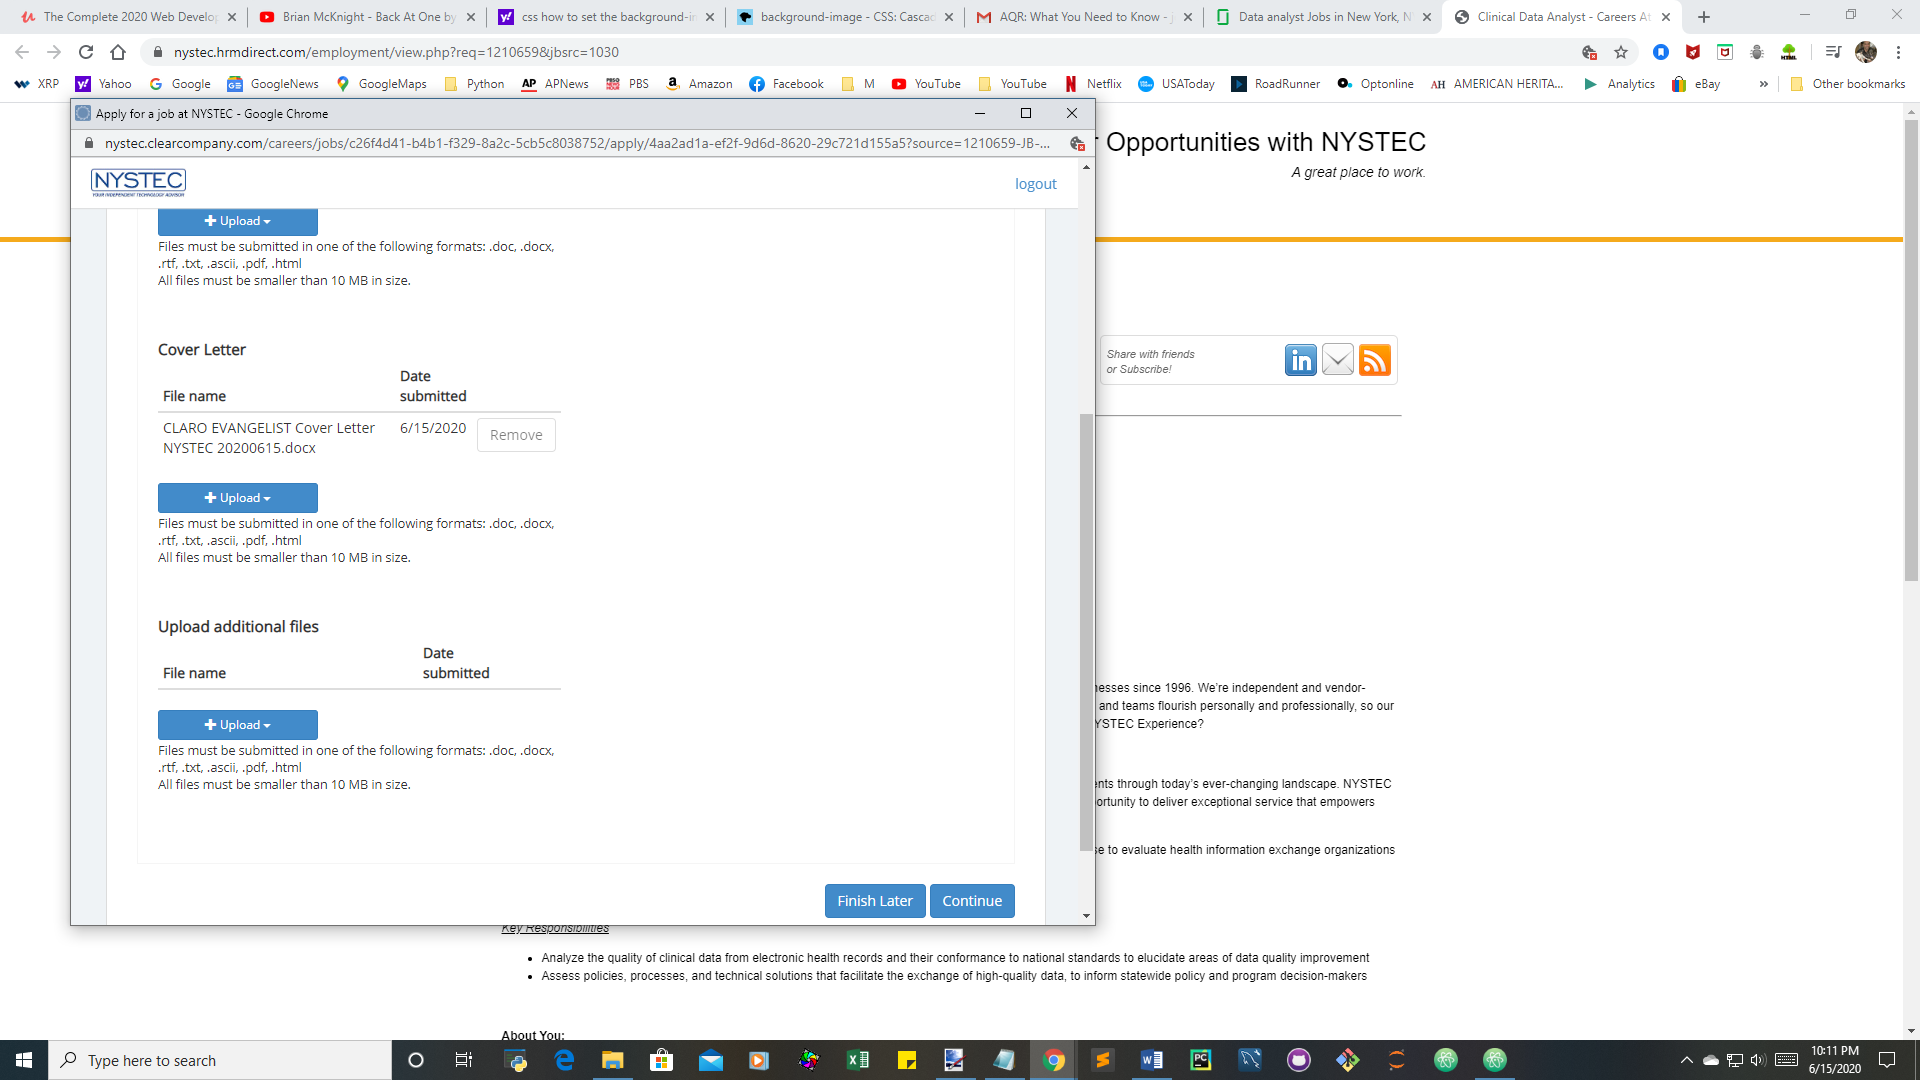 The Complete 2020 Web Develop
Brian McKnight - Back At One by
css how to set the background-in
background-image - CSS: Cascad
AQR: What You Need to Know - j
Data analyst Jobs in New York, N
Clinical Data Analyst - Careers At
nystec.hrmdirect.com/employment/view.php?req=1210659&jbsrc=1030
XRP
Yahoo
Google
GoogleNews
GoogleMaps
Python
AP APNews
PBS
Amazon
Facebook
M
YouTube
YouTube
Netflix
USAToday
RoadRunner
Optonline
AH AMERICAN HERITA...
Analytics
eBay
»
Other bookmarks
Apply for a job at NYSTEC - Google Chrome
nystec.clearcompany.com/careers/jobs/c26f4d41-b4b1-f329-8a2c-5cb5c8038752/apply/4aa2ad1a-ef2f-9d6d-8620-29c721d155a5?source=1210659-JB-...
r Opportunities with NYSTEC
A great place to work.
NYSTEC
YOUR INDEPENDENT TECHNOLOGY ADVISOR
logout
Upload
Files must be submitted in one of the following formats: .doc, .docx,
.rtf, .txt, .ascii, .pdf, .html
All files must be smaller than 10 MB in size.
Share with friends
or Subscribe!
in
Cover Letter
Date
File name submitted
CLARO EVANGELIST Cover Letter 6/15/2020 Remove
NYSTEC 20200615.docx
Upload
Files must be submitted in one of the following formats: .doc, .docx,
.rtf, .txt, .ascii, .pdf, .html
All files must be smaller than 10 MB in size.
Upload additional files
Date
File name submitted
Upload
Files must be submitted in one of the following formats: .doc, .docx,
.rtf, .txt, .ascii, .pdf, .html
All files must be smaller than 10 MB in size.
nesses since 1996. We're independent and vendor-
and teams flourish personally and professionally, so our
YSTEC Experience?
ents through today's ever-changing landscape. NYSTEC
ortunity to deliver exceptional service that empowers
se to evaluate health information exchange organizations
Finish Later Continue
Key Responsibilities
Analyze the quality of clinical data from electronic health records and their conformance to national standards to elucidate areas of data quality improvement
Assess policies, processes, and technical solutions that facilitate the exchange of high-quality data, to inform statewide policy and program decision-makers
About You:
Type here to search
10:11 PM
6/15/2020